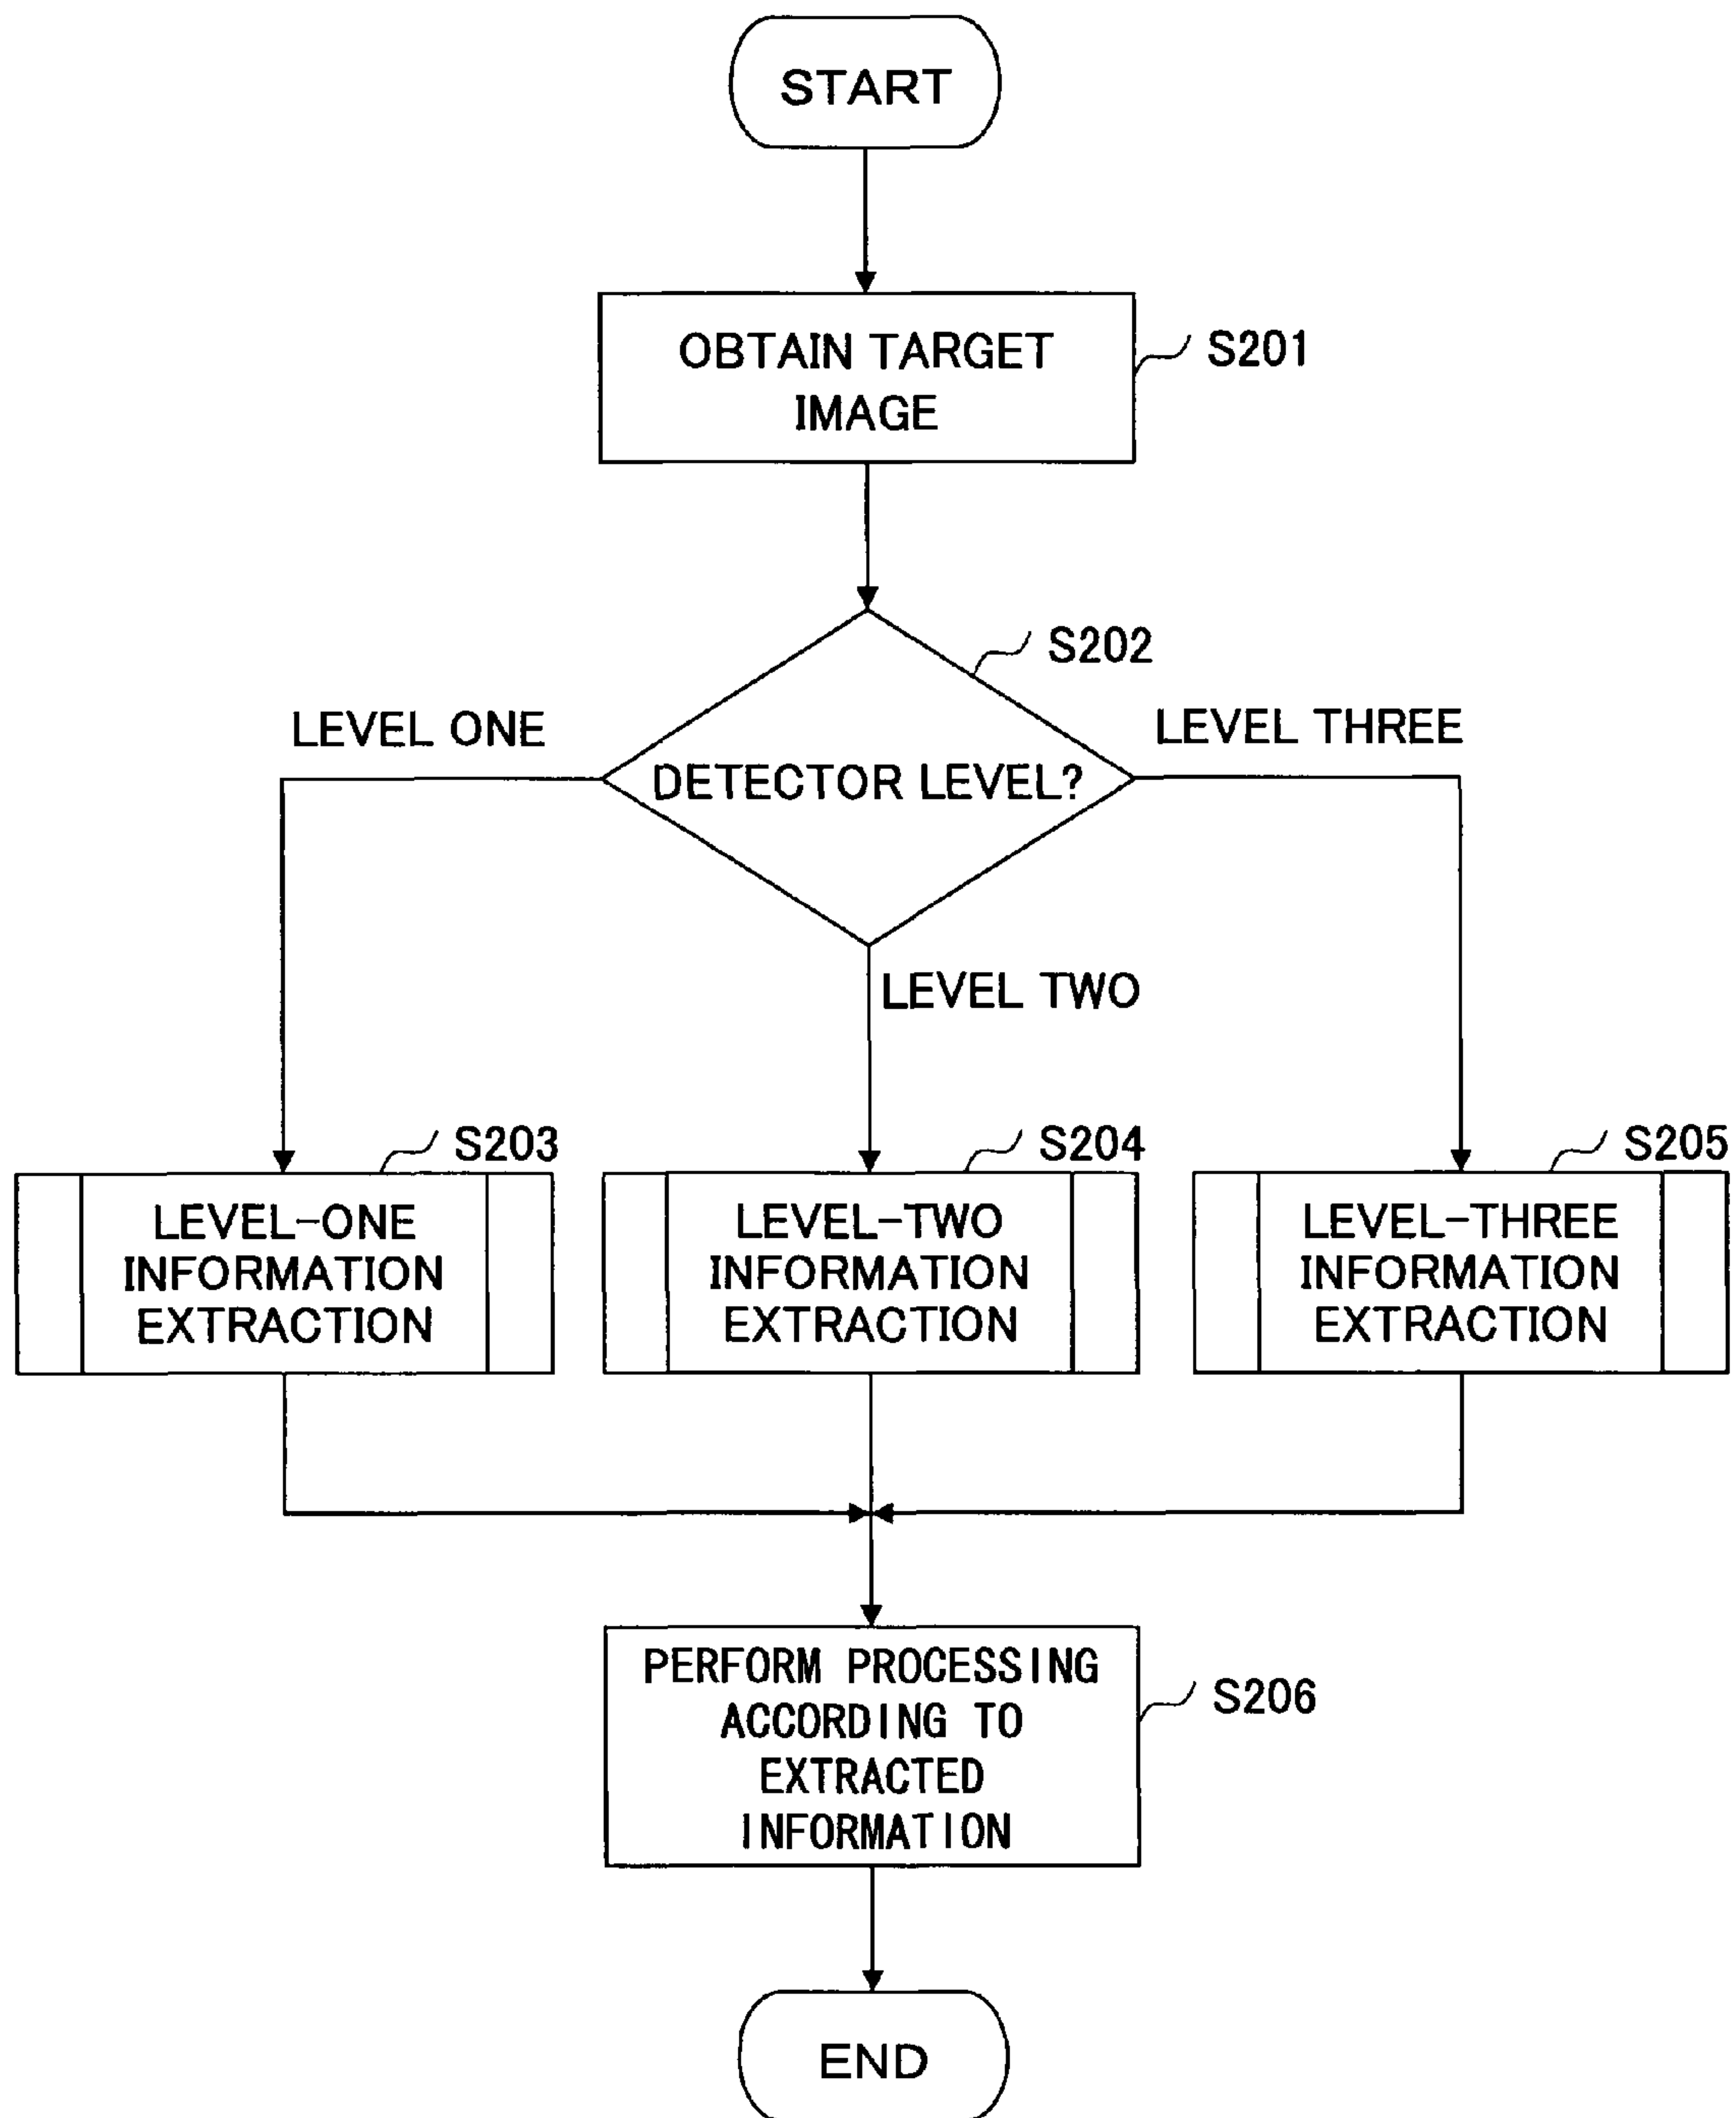 START
OBTAIN TARGET
IMAGE
S201
S202
LEVEL ONE
DETECTOR LEVEL?
LEVEL THREE
LEVEL TWO
S203
LEVEL-ONE
INFORMATION
EXTRACTION
S204
LEVEL-TWO
INFORMATION
EXTRACTION
S205
LEVEL-THREE
INFORMATION
EXTRACTION
PERFORM PROCESSING
ACCORDING TO
EXTRACTED
INFORMATION
S206
END